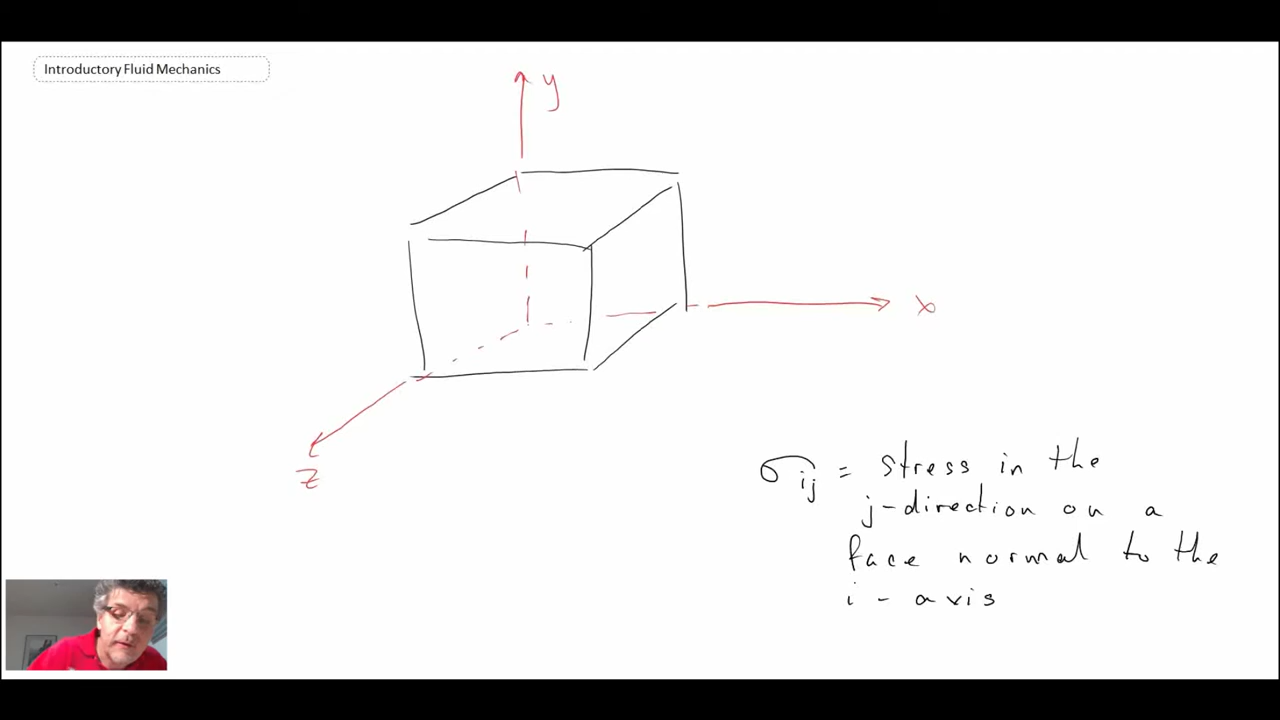 Introductory Fluid Mechanics
y
x
z
σij = stress in the
j-direction on a
face normal to the
i - axis